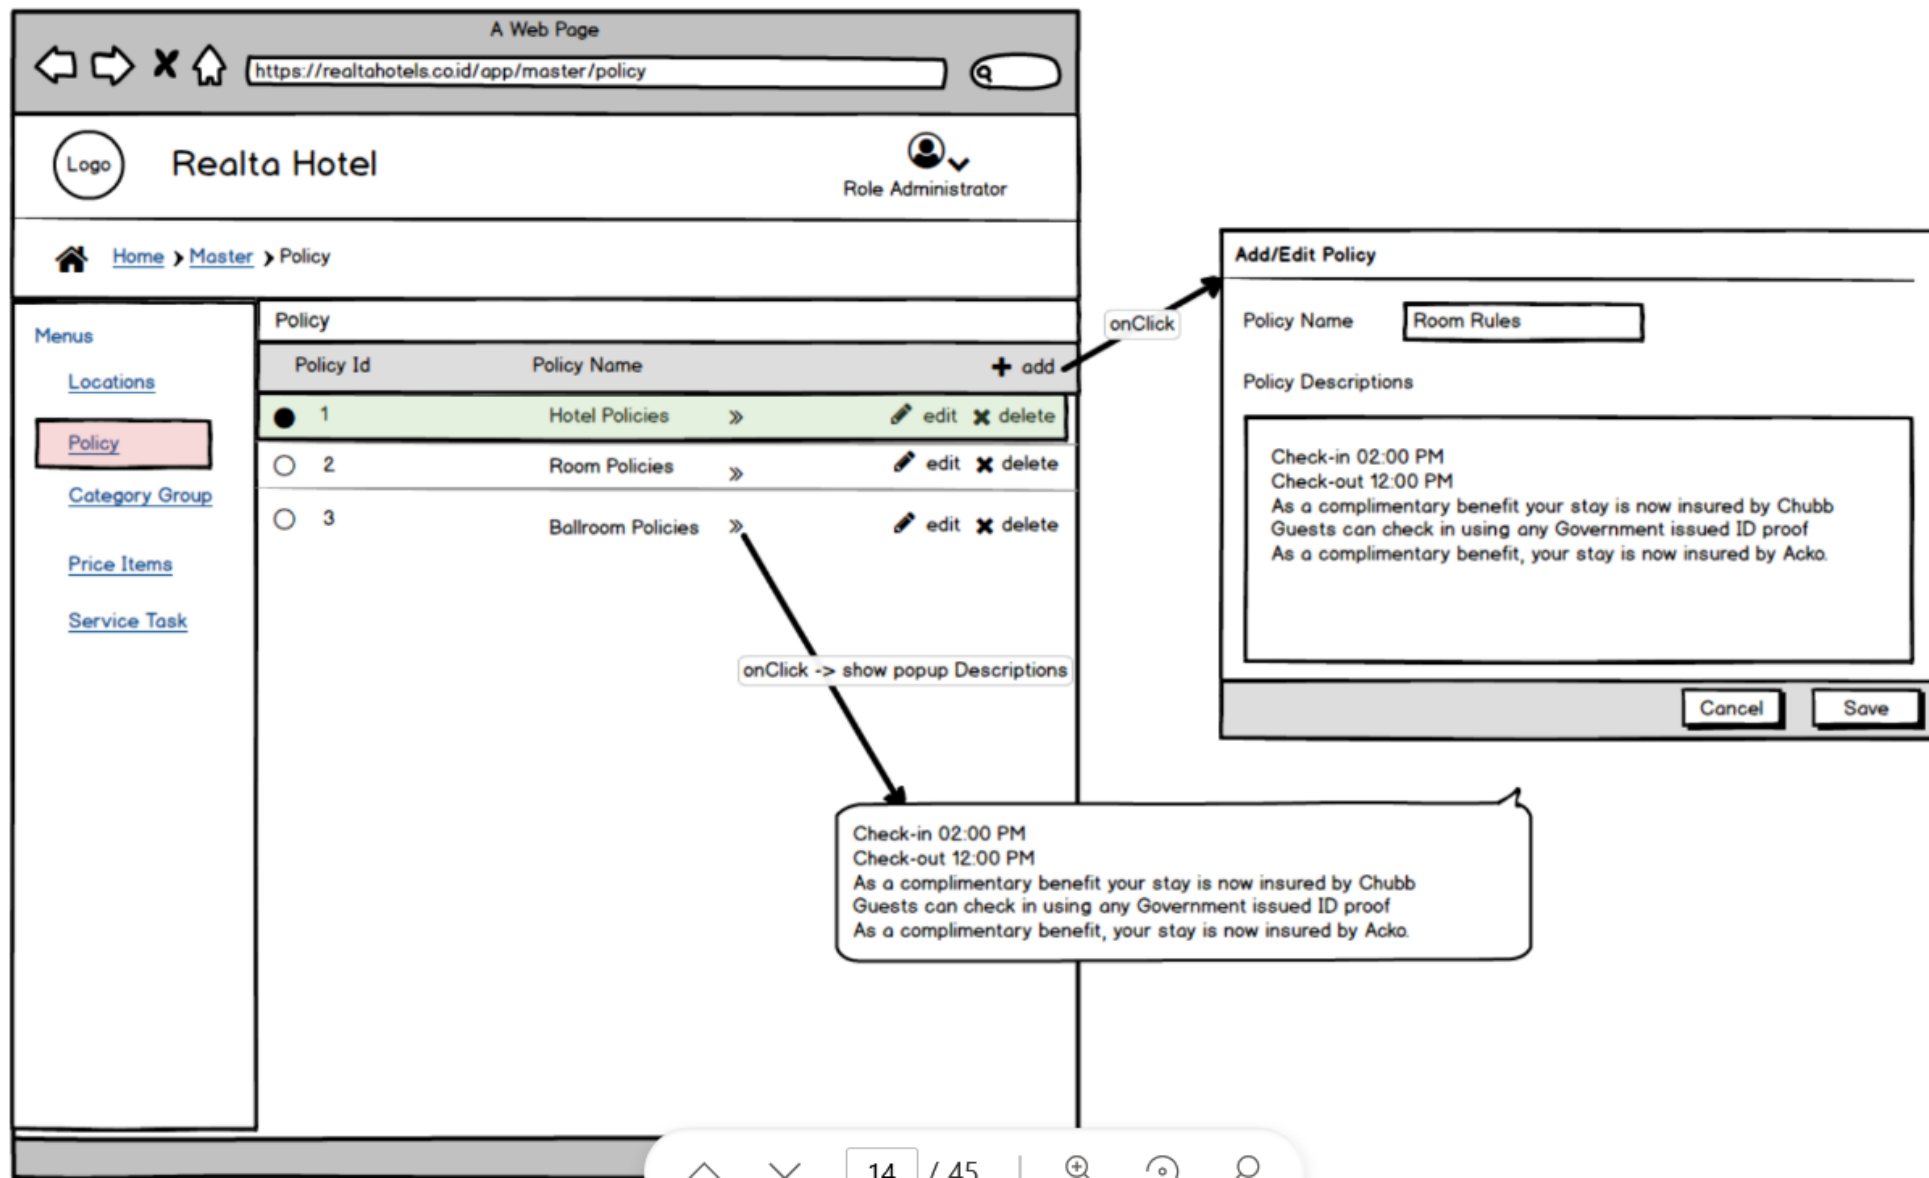 A Web Page
https://realtahotels.co.id/app/master/policy
Logo
Realta Hotel
Role Administrator
Home Master Policy
Menus
Locations
Policy
Category Group
Price Items
Service Task
Policy
Policy Id Policy Name add
1 Hotel Policies edit delete
2 Room Policies edit delete
3 Ballroom Policies edit delete
onClick
onClick -> show popup Descriptions
Add/Edit Policy
Policy Name Room Rules
Policy Descriptions
Check-in 02:00 PM
Check-out 12:00 PM
As a complimentary benefit your stay is now insured by Chubb
Guests can check in using any Government issued ID proof
As a complimentary benefit, your stay is now insured by Acko.
Cancel Save
Check-in 02:00 PM
Check-out 12:00 PM
As a complimentary benefit your stay is now insured by Chubb
Guests can check in using any Government issued ID proof
As a complimentary benefit, your stay is now insured by Acko.
14 / 45